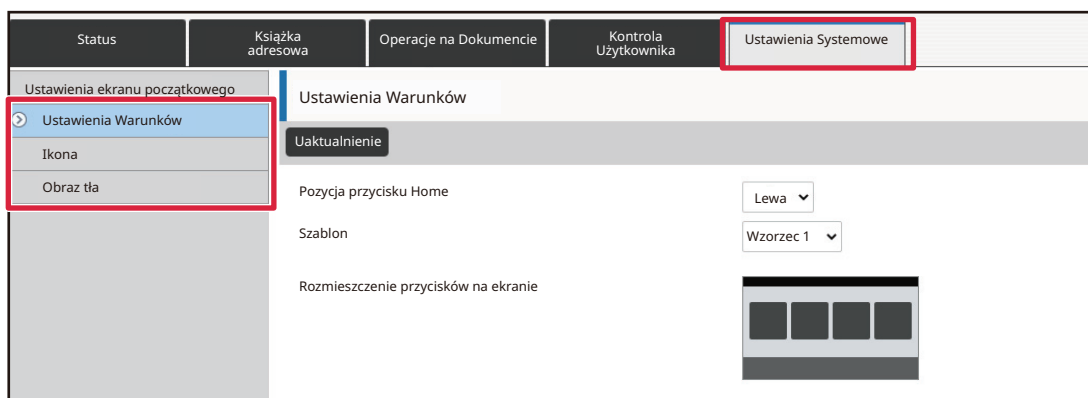 Status
Książka
adresowa
Operacje na Dokumencie
Kontrola
Użytkownika
Ustawienia Systemowe
Ustawienia ekranu początkowego
Ustawienia Warunków
Ikona
Obraz tła
Ustawienia Warunków
Uaktualnienie
Pozycja przycisku Home
Lewa
Szablon
Wzorzec 1
Rozmieszczenie przycisków na ekranie